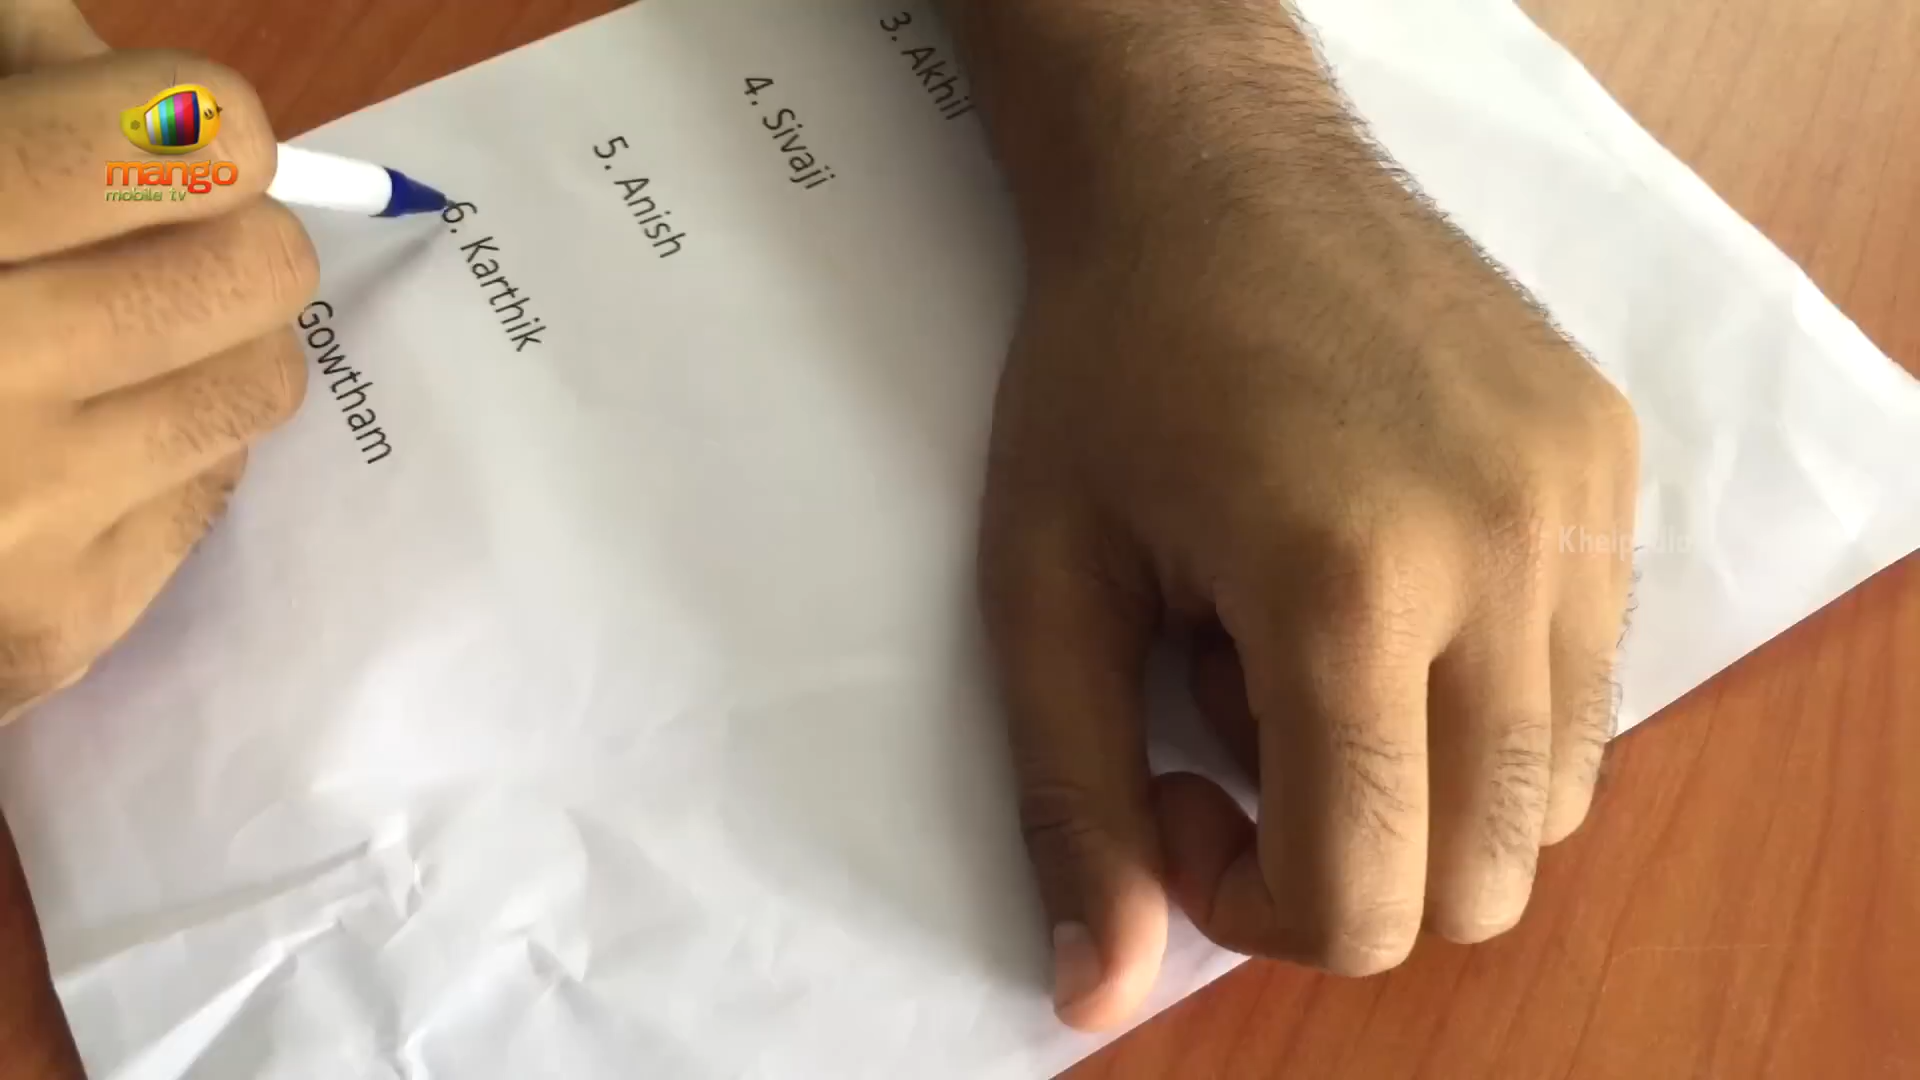 mango
mobile tv
3. Akhil
4. Sivaji
5. Anish
6. Karthik
Gowtham